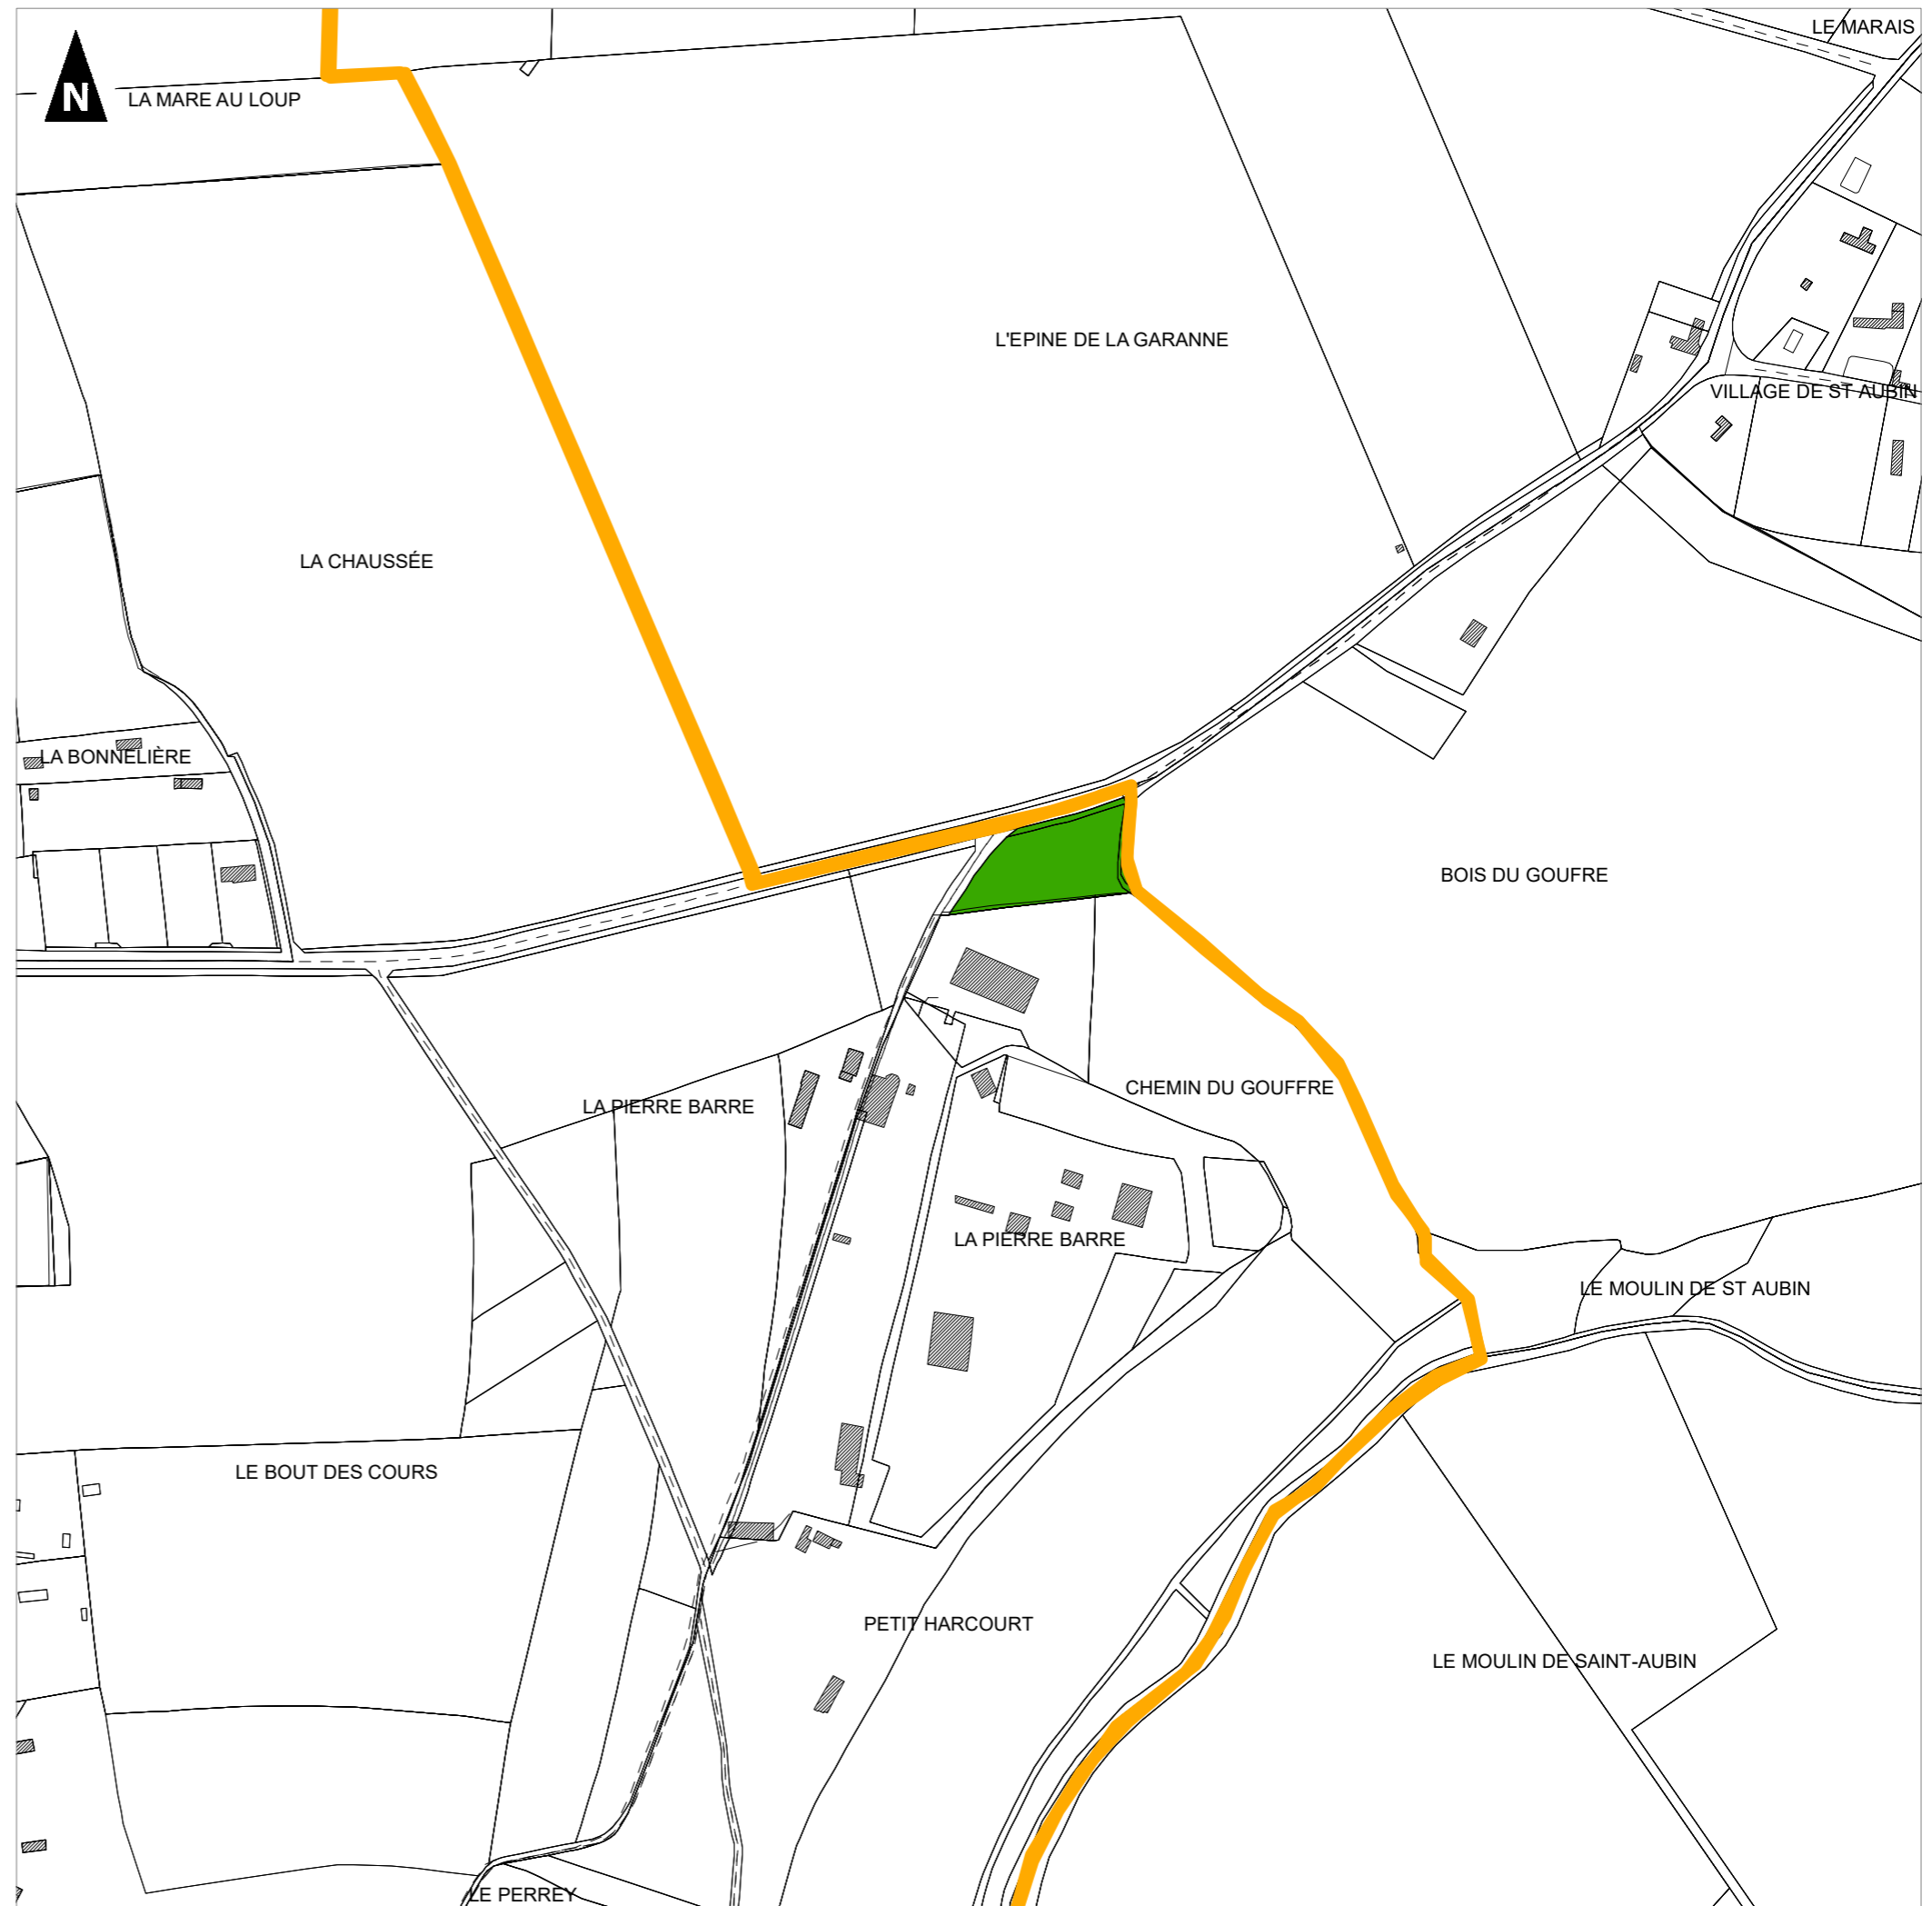 LE MARAIS
N
LA MARE AU LOUP
L'EPINE DE LA GARANNE
VILLAGE DE ST AUBIN
LA CHAUSSÉE
LA BONNELIÈRE
BOIS DU GOUFRE
CHEMIN DU GOUFFRE
LA PIERRE BARRE
LA PIERRE BARRE
LE MOULIN DE ST AUBIN
LE BOUT DES COURS
PETIT HARCOURT
LE MOULIN DE SAINT-AUBIN
LE PERREY